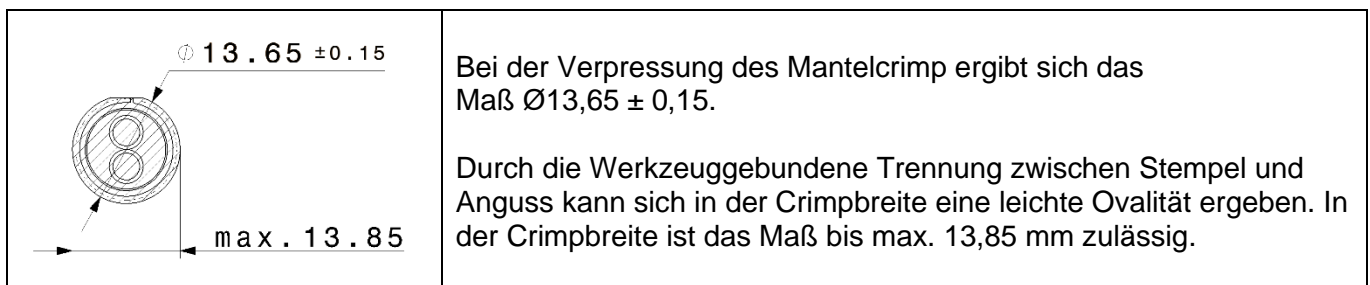 Ø 13.65 ±0.15
max. 13.85
Bei der Verpressung des Mantelcrimp ergibt sich das
Maß Ø13,65 ± 0,15.
Durch die Werkzeuggebundene Trennung zwischen Stempel und
Anguss kann sich in der Crimpbreite eine leichte Ovalität ergeben. In
der Crimpbreite ist das Maß bis max. 13,85 mm zulässig.